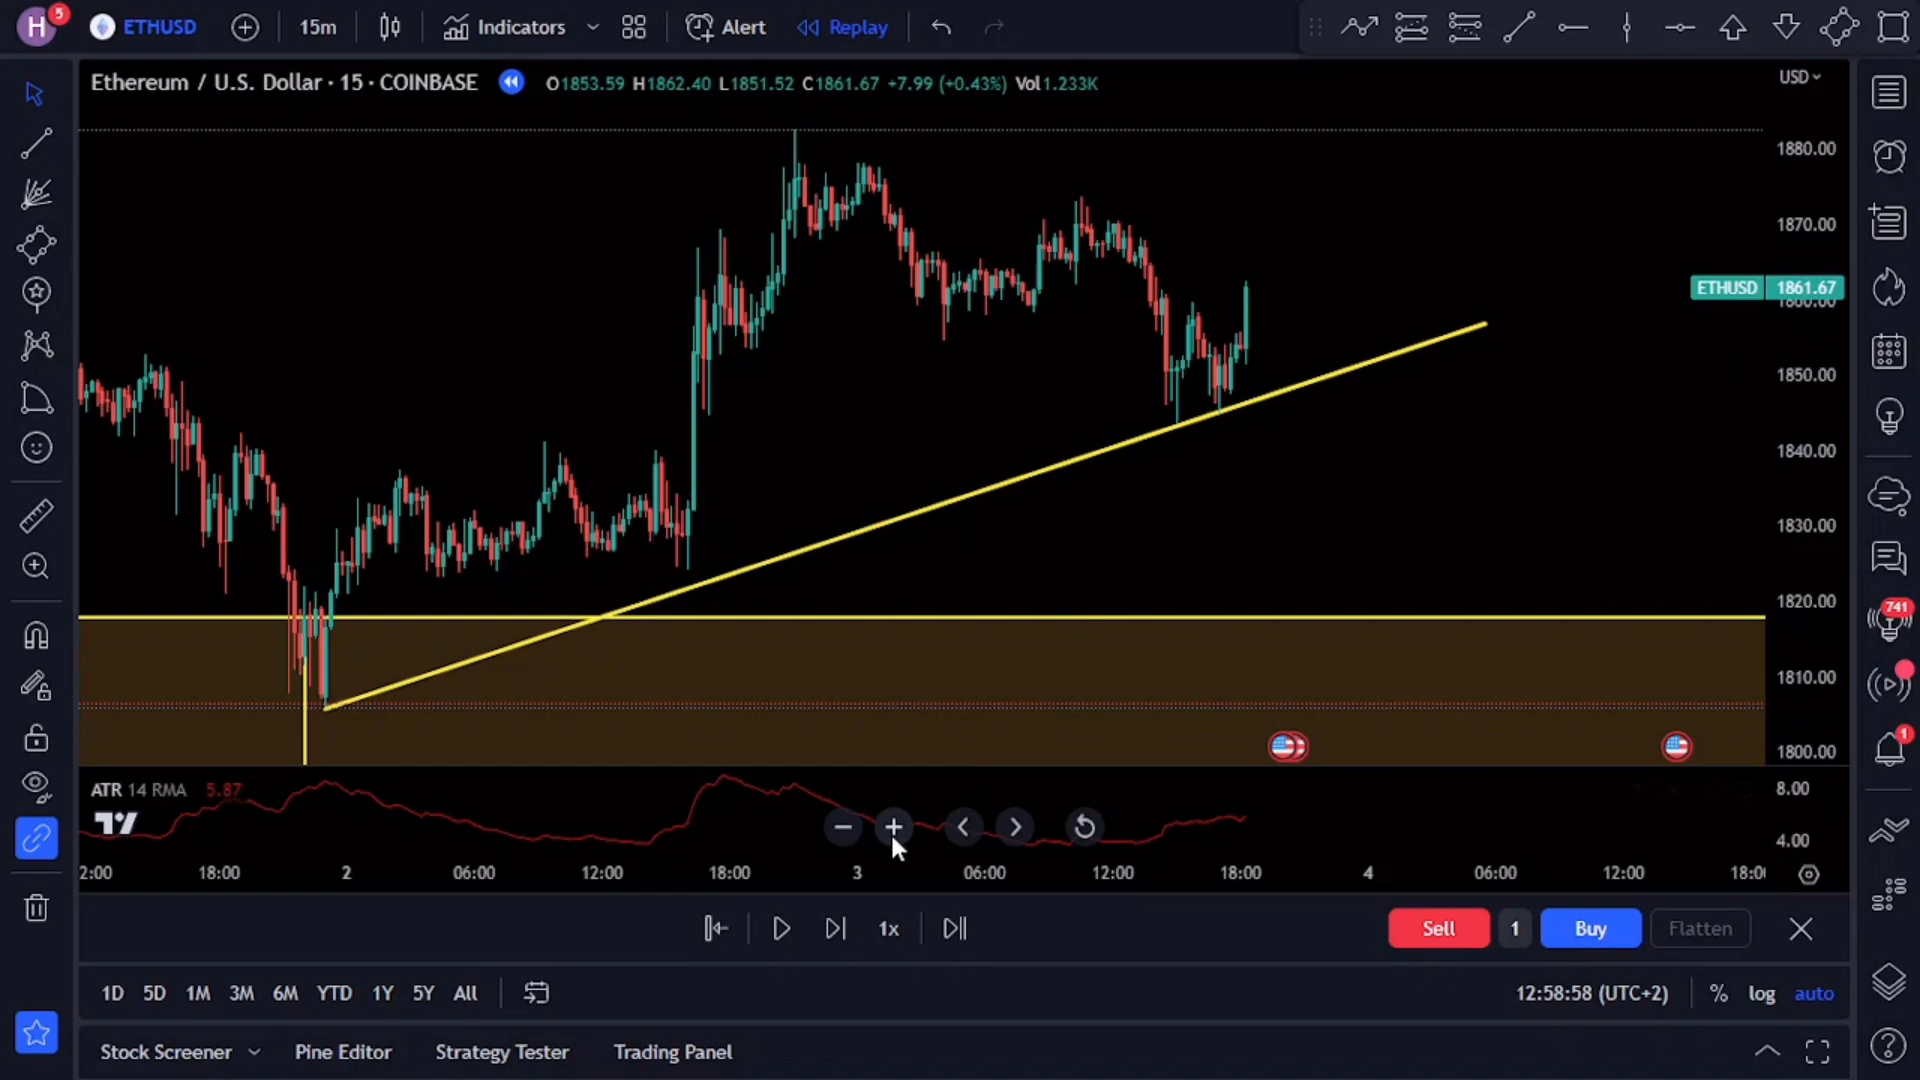 H 5 ETHUSD 15m Indicators Alert Replay
Ethereum / U.S. Dollar · 15 · COINBASE O1853.59 H1862.40 L1851.52 C1861.67 +7.99 (+0.43%) Vol1.233K
USD
1880.00
1870.00
ETHUSD 1861.67
1860.00
1850.00
1840.00
1830.00
1820.00
1810.00
1800.00
741
1
ATR 14 RMA 5.87
8.00
4.00
2:00 18:00 2 06:00 12:00 18:00 3 06:00 12:00 18:00 4 06:00 12:00 18:0
1x Sell 1 Buy Flatten
1D 5D 1M 3M 6M YTD 1Y 5Y All 12:58:58 (UTC+2) % log auto
Stock Screener Pine Editor Strategy Tester Trading Panel